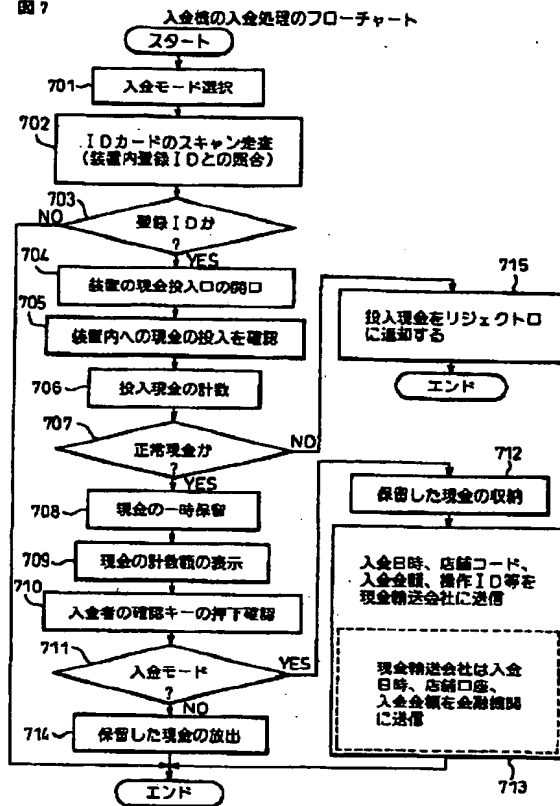 図7
入金機の入金処理のフローチャート
スタート
701
入金モード選択
702
IDカードのスキャン走査
(装置内登録IDとの照合)
703
NO
登録IDか
?
YES
704
装置の現金投入口の開口
705
装置内への現金の投入を確認
706
投入現金の計数
707
正常現金か
?
NO
YES
708
現金の一時保留
709
現金の計数額の表示
710
入金者の確認キーの押下確認
711
入金モード
?
YES
NO
714
保留した現金の放出
エンド
715
投入現金をリジェクト口
に返却する
エンド
712
保留した現金の収納
入金日時、店舗コード、
入金金額、操作ID等を
現金輸送会社に送信
現金輸送会社は入金
日時、店舗口座、
入金金額を金融機関
に送信
713